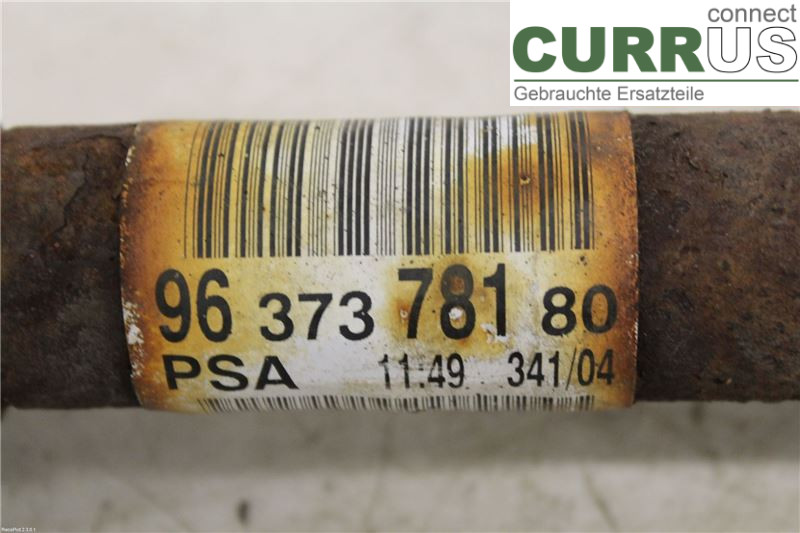 connect
CURRUS
Gebrauchte Ersatzteile
96 373 781 80
PSA 11:49 341/04